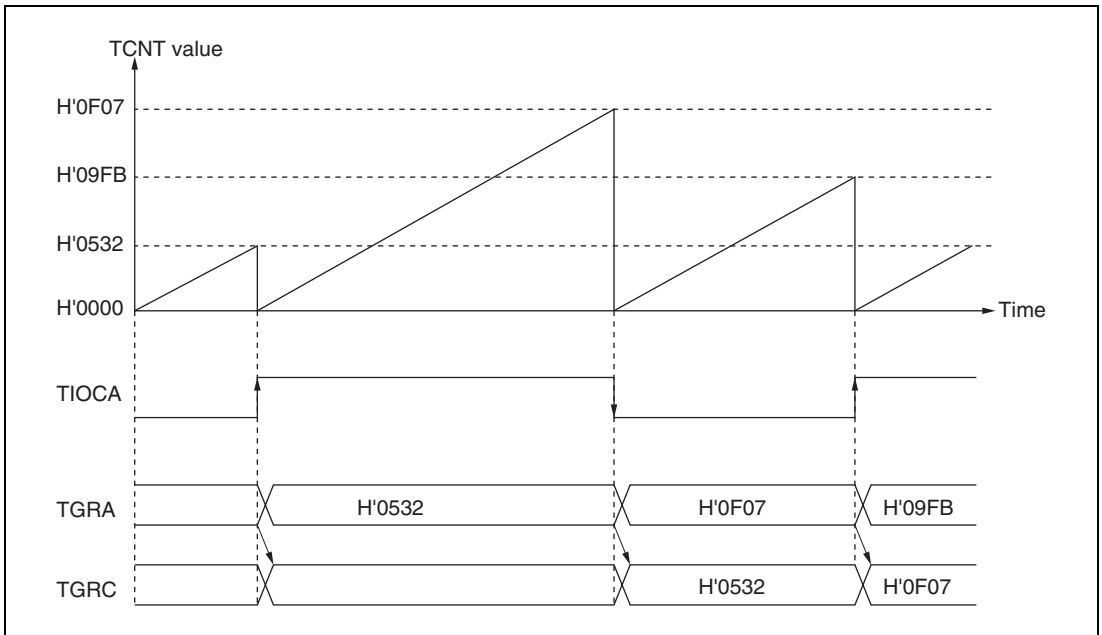 TCNT value
H'0F07
H'09FB
H'0532
H'0000
Time
TIOCA
TGRA
H'0532
H'0F07
H'09FB
TGRC
H'0532
H'0F07